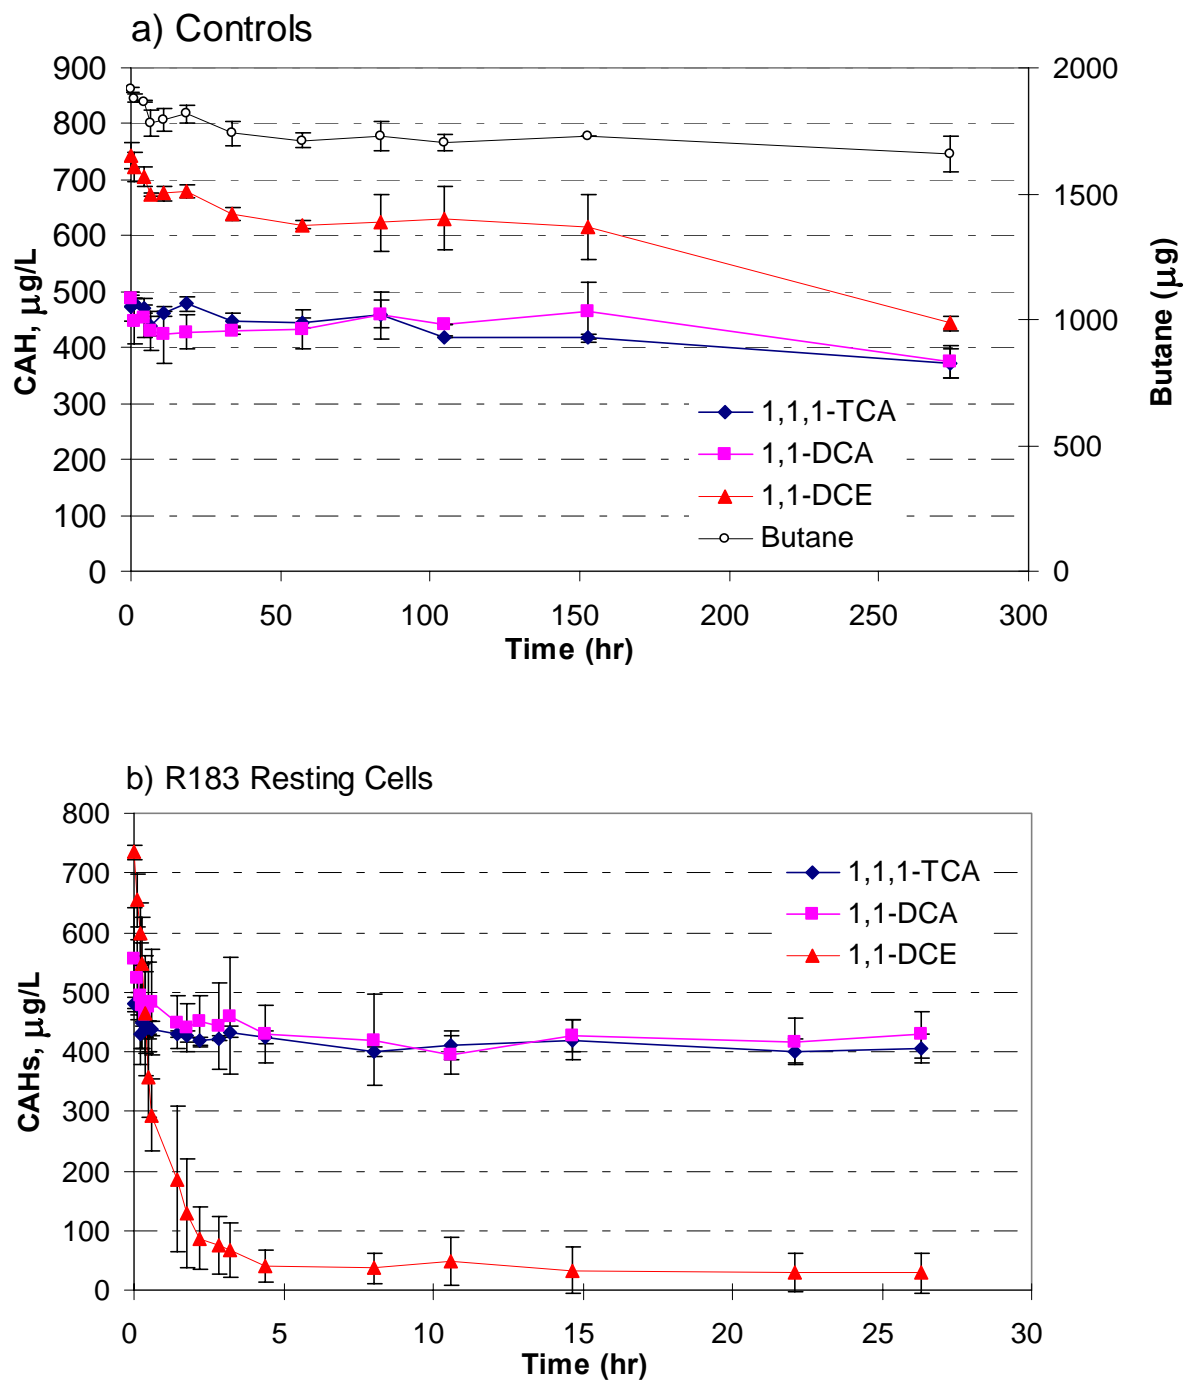 a) Controls
900
800
700
600
500
400
300
200
100
0
CAH, µg/L
2000
1500
1000
500
0
Butane (µg)
1,1,1-TCA
1,1-DCA
1,1-DCE
Butane
0 50 100 150 200 250 300
Time (hr)
b) R183 Resting Cells
800
700
600
500
400
300
200
100
0
CAHs, µg/L
1,1,1-TCA
1,1-DCA
1,1-DCE
0 5 10 15 20 25 30
Time (hr)